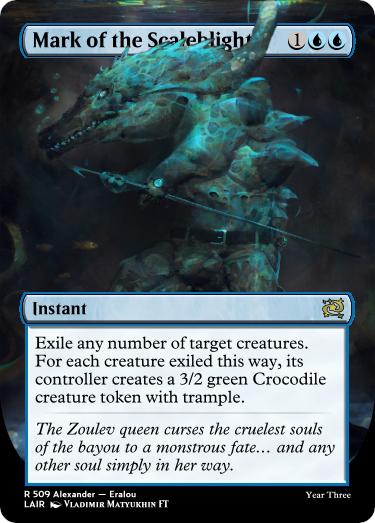 Mark of the Scaleblight 1
Instant
Exile any number of target creatures.
For each creature exiled this way, its
controller creates a 3/2 green Crocodile
creature token with trample.
The Zoulev queen curses the cruelest souls
of the bayou to a monstrous fate… and any
other soul simply in her way.
R 509 Alexander — Eralou
LAIR Vladimir Matyukhin FT
Year Three